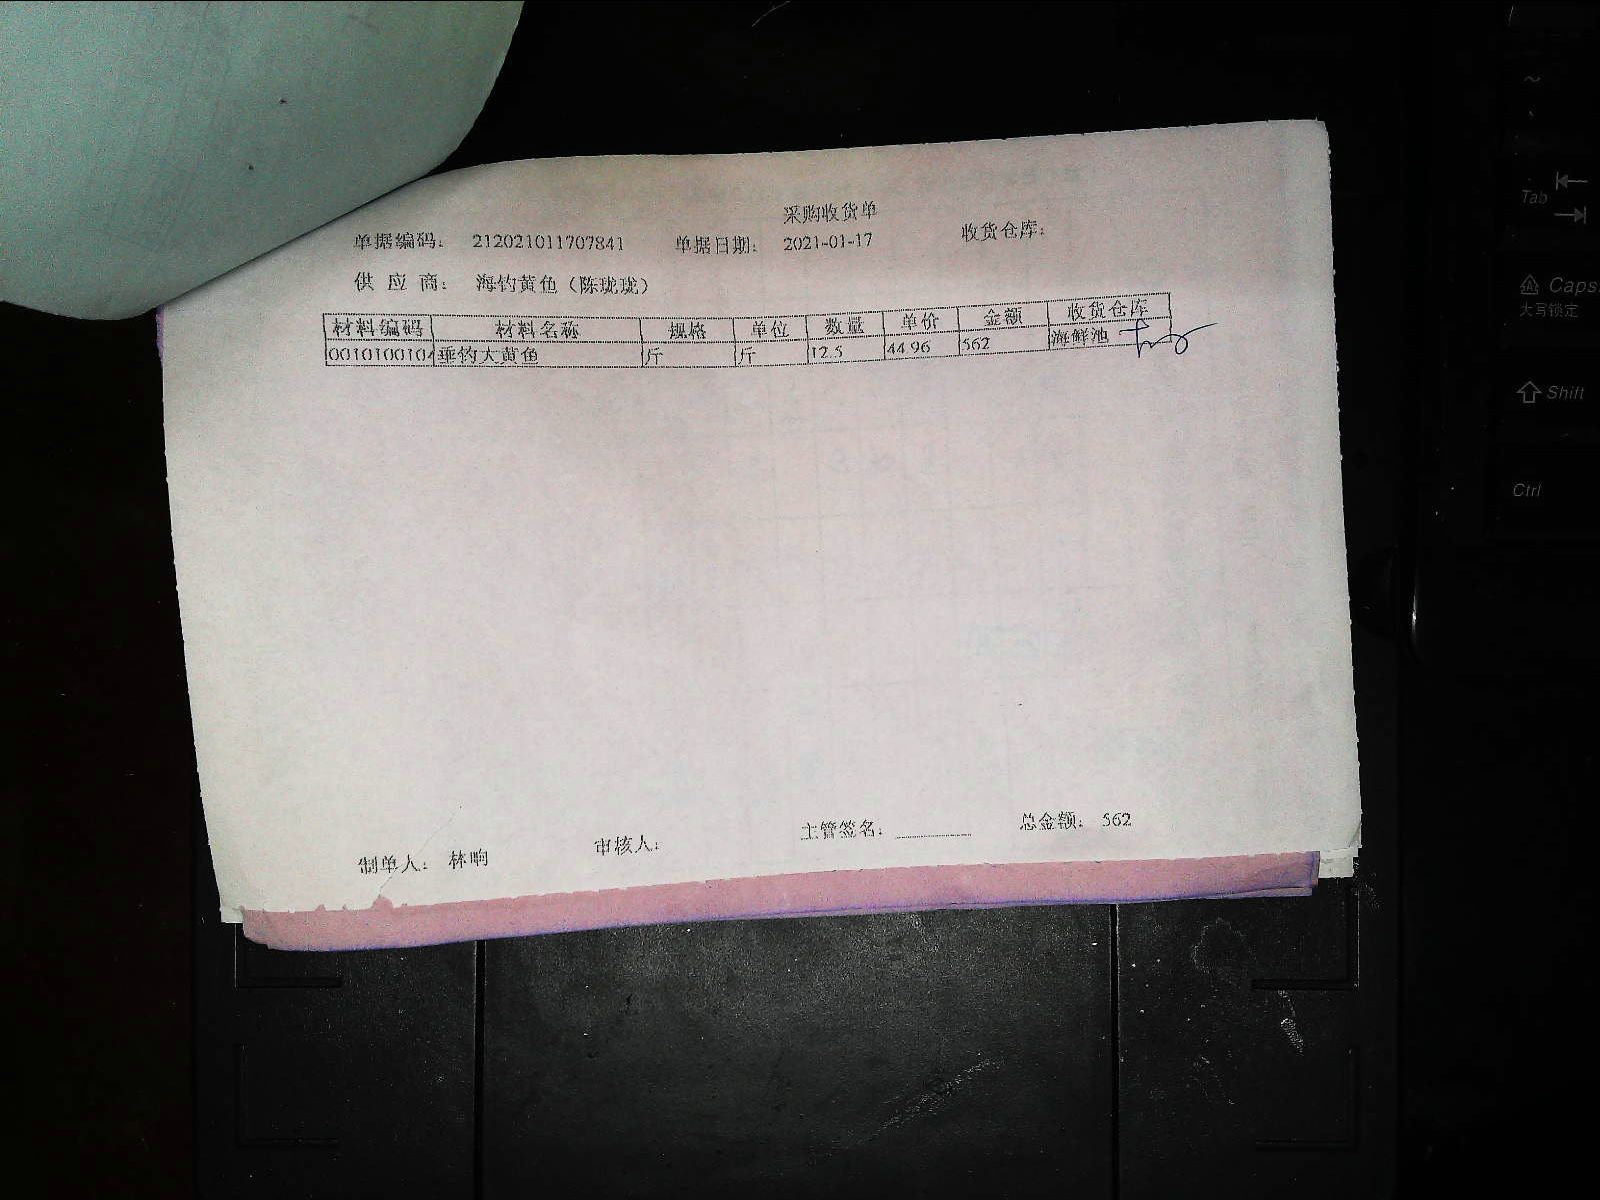 采购收货单
单据编码： 212021011707841 单据日期： 2021-01-17 收货仓库：
供 应 商： 海钓黄鱼（陈珑珑）
材料编码 材料名称 规格 单位 数量 单价 金额 收货仓库
0010100104 垂钓大黄鱼 斤 斤 12.5 44.96 562 海鲜池
制单人： 林晌 审核人： 主管签名： 总金额： 562
~
Tab
Caps
大写锁定
Shift
Ctrl